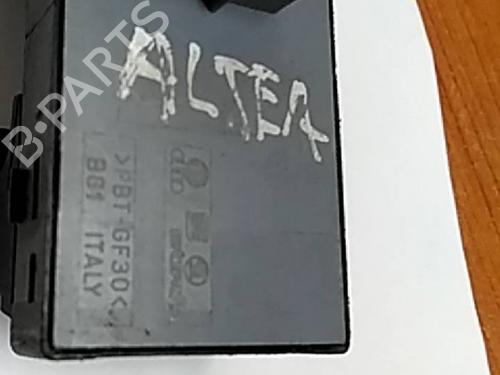 B-PARTS
ALTEA
>PBT-GF30<
BG1 ITALY